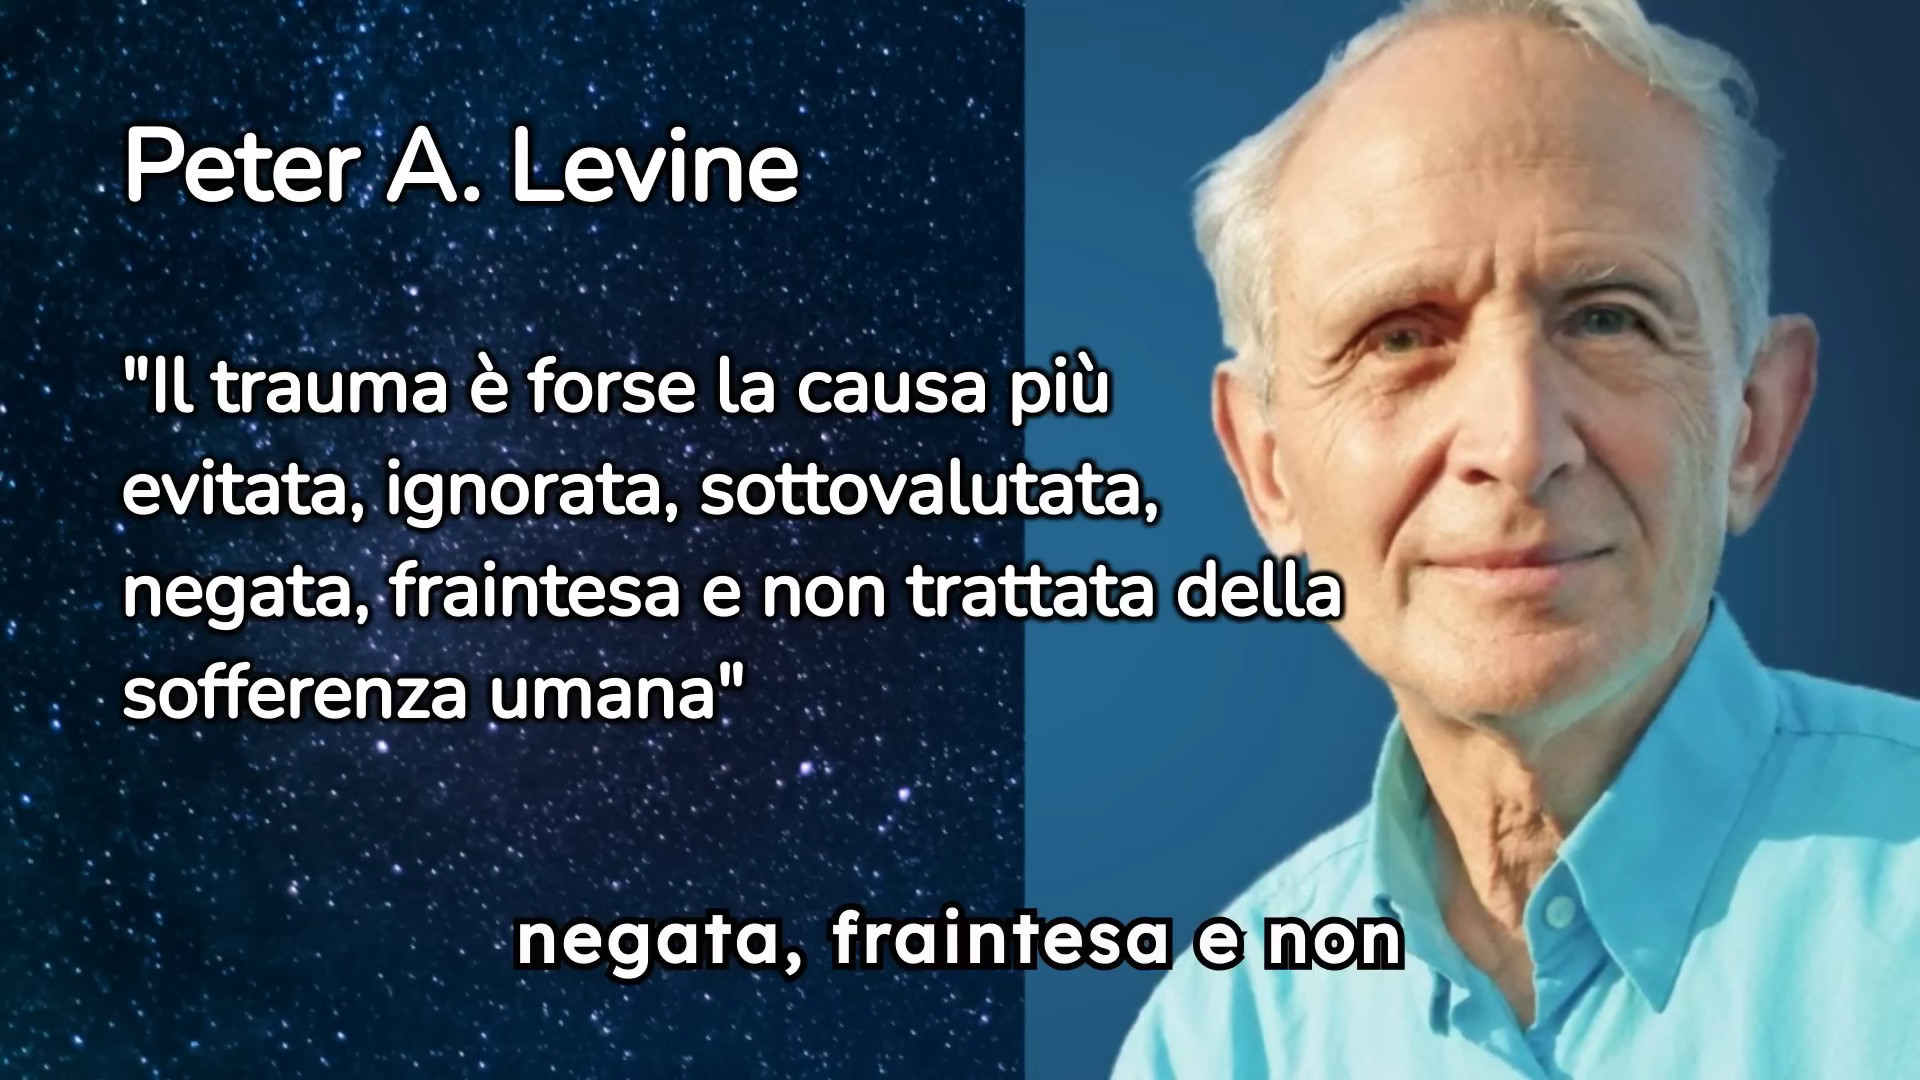 Peter A. Levine
"Il trauma è forse la causa più
evitata, ignorata, sottovalutata,
negata, fraintesa e non trattata della
sofferenza umana"
negata, fraintesa e non